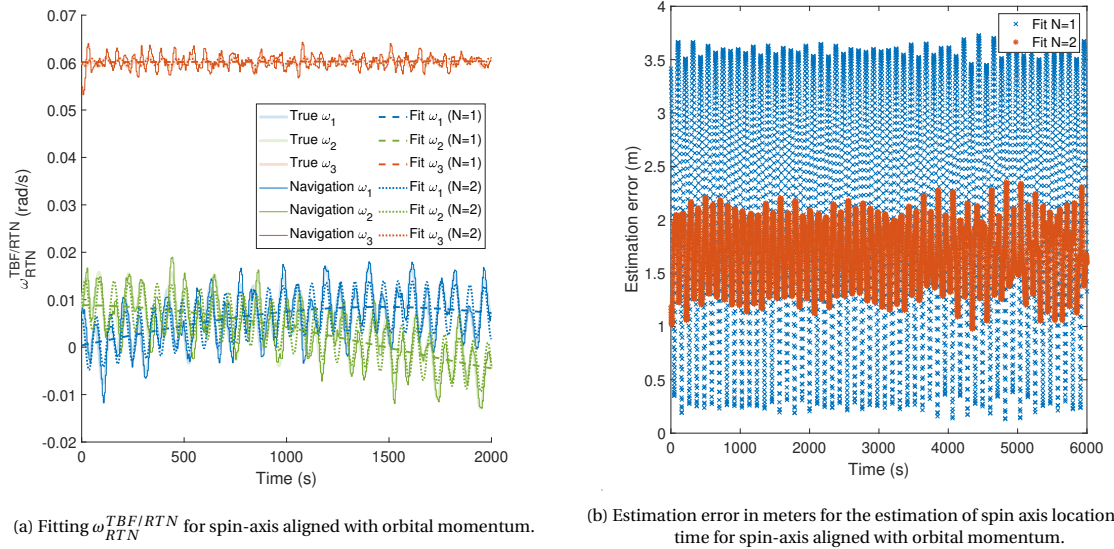 0.07
0.06
0.05
0.04
0.03
0.02
0.01
0
-0.01
-0.02
ω_RTN^TBF/RTN (rad/s)
True ω₁
True ω₂
True ω₃
Navigation ω₁
Navigation ω₂
Navigation ω₃
Fit ω₁ (N=1)
Fit ω₂ (N=1)
Fit ω₃ (N=1)
Fit ω₁ (N=2)
Fit ω₂ (N=2)
Fit ω₃ (N=2)
0 500 1000 1500 2000
Time (s)
(a) Fitting ω_RTN^TBF/RTN for spin-axis aligned with orbital momentum.
4
3.5
3
2.5
2
1.5
1
0.5
0
Estimation error (m)
Fit N=1
Fit N=2
0 1000 2000 3000 4000 5000 6000
Time (s)
(b) Estimation error in meters for the estimation of spin axis location
time for spin-axis aligned with orbital momentum.